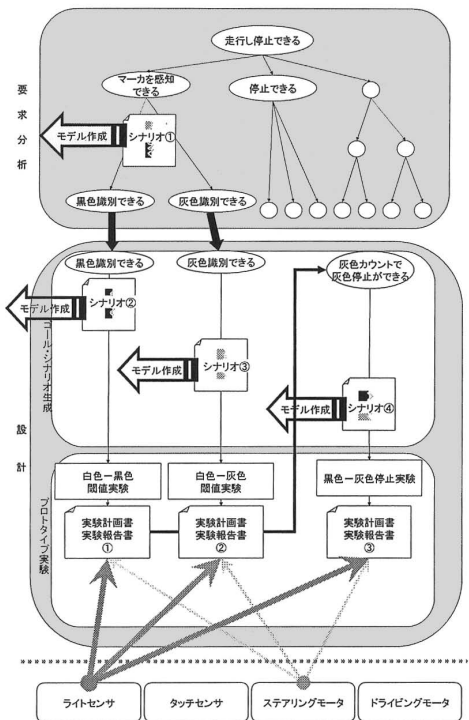 走行し停止できる
マーカを感知
できる
停止できる
要求分析
モデル作成
シナリオ①
黒色識別できる
灰色識別できる
黒色識別できる
灰色識別できる
灰色カウントで
灰色停止ができる
モデル作成
シナリオ②
ゴール・シナリオ生成
モデル作成
シナリオ③
モデル作成
シナリオ④
設計
白色ー黒色
閾値実験
白色ー灰色
閾値実験
黒色ー灰色停止実験
プロトタイプ実験
実験計画書
実験報告書
①
実験計画書
実験報告書
②
実験計画書
実験報告書
③
ライトセンサ
タッチセンサ
ステアリングモータ
ドライビングモータ